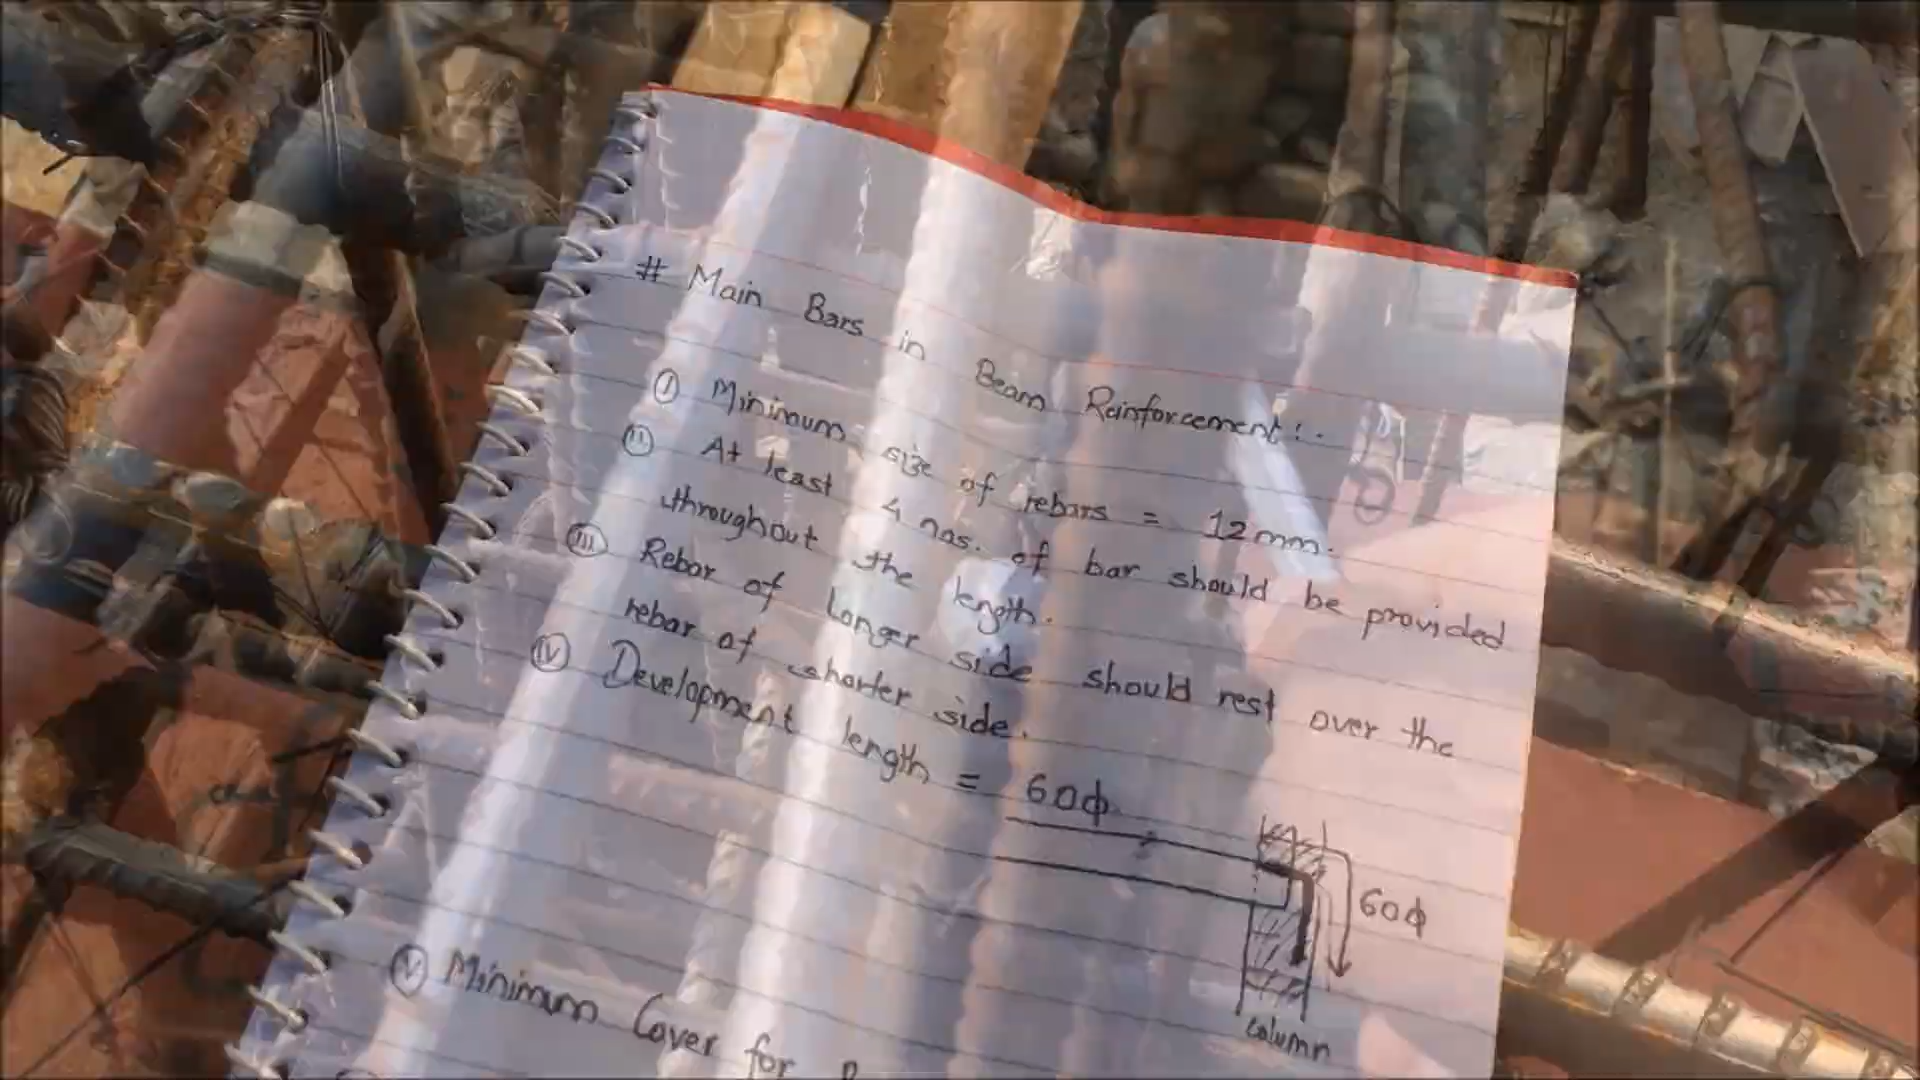 # Main Bars in Beam Reinforcement:-
I Minimum size of rebars = 12mm.
II At least 4 nos. of bar should be provided
throughout the length.
III Rebar of longer side should rest over the
rebar of shorter side.
IV Development length = 60ϕ
60ϕ
column
V Minimum Cover for